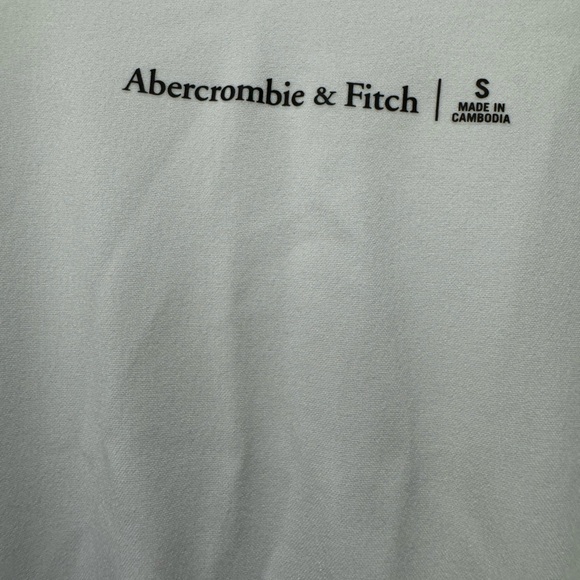 Abercrombie & Fitch | S
MADE IN
CAMBODIA